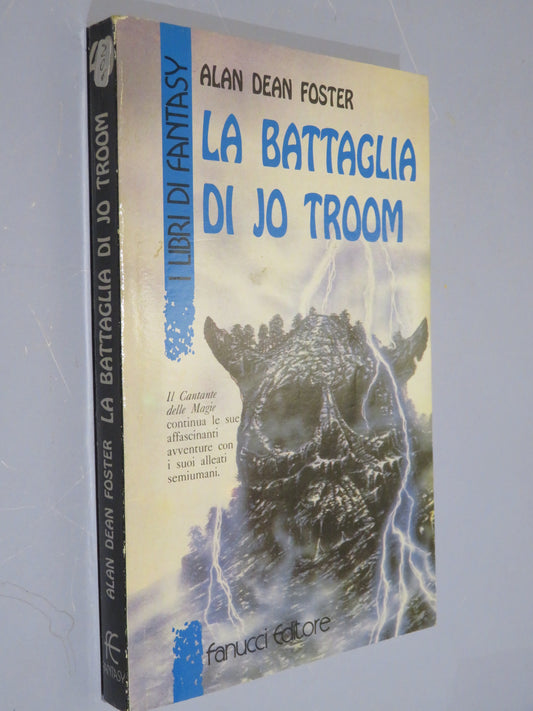 ALAN DEAN FOSTER
LA BATTAGLIA
DI JO TROOM
I LIBRI DI FANTASY
Il Cantante
delle Magie
continua le sue
affascinanti
avventure con
i suoi alleati
semiumani.
Fanucci Editore
ALAN DEAN FOSTER LA BATTAGLIA DI JO TROOM
FANTASY